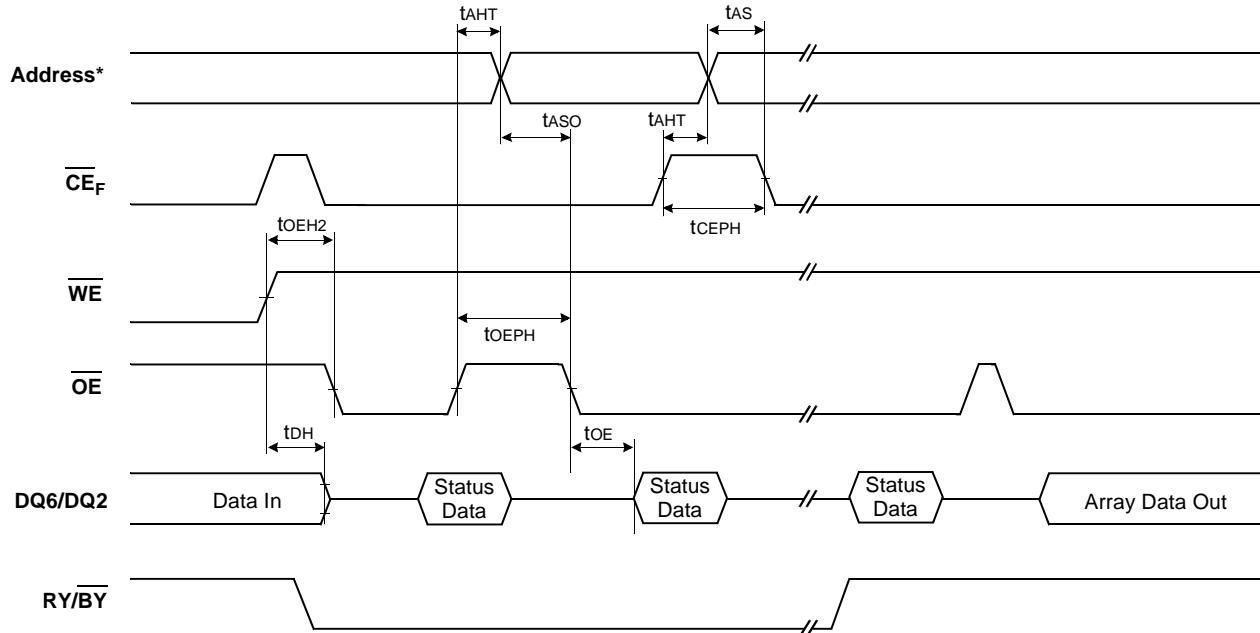 tAHT
tAS
Address*
tASO
tAHT
CEF
tOEH2
tCEPH
WE
tOEPH
OE
tDH
tOE
DQ6/DQ2
Data In
Status
Data
Status
Data
Status
Data
Array Data Out
RY/BY